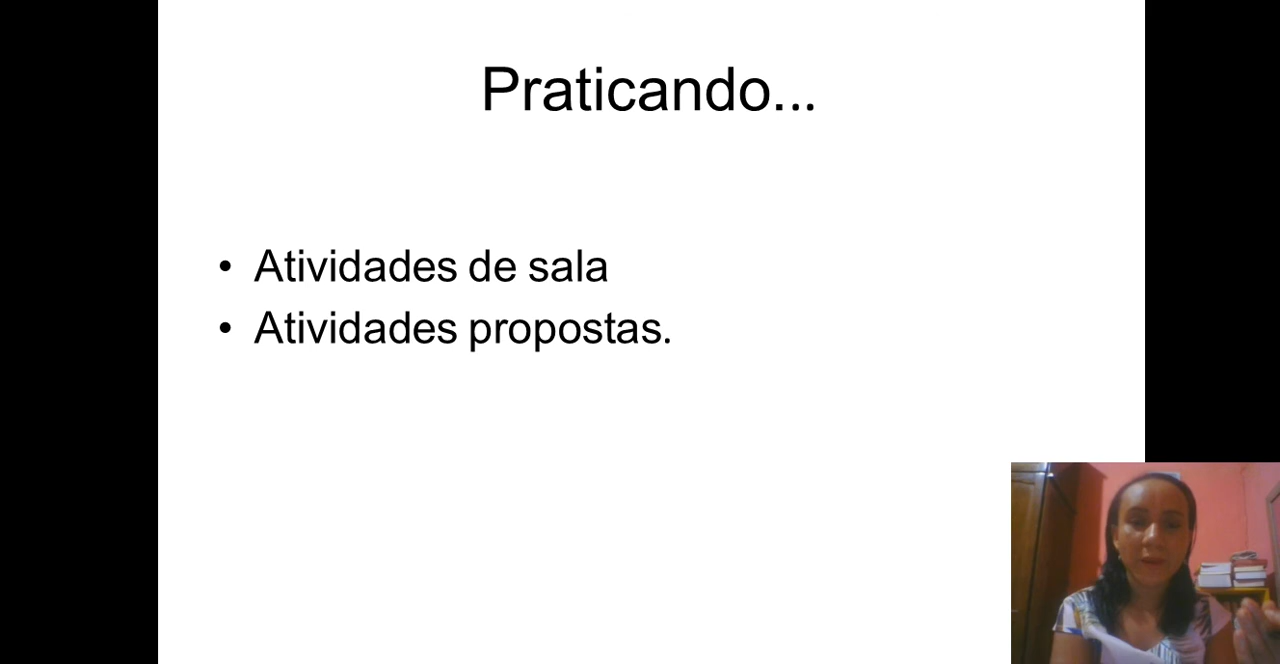 Praticando...
• Atividades de sala
• Atividades propostas.